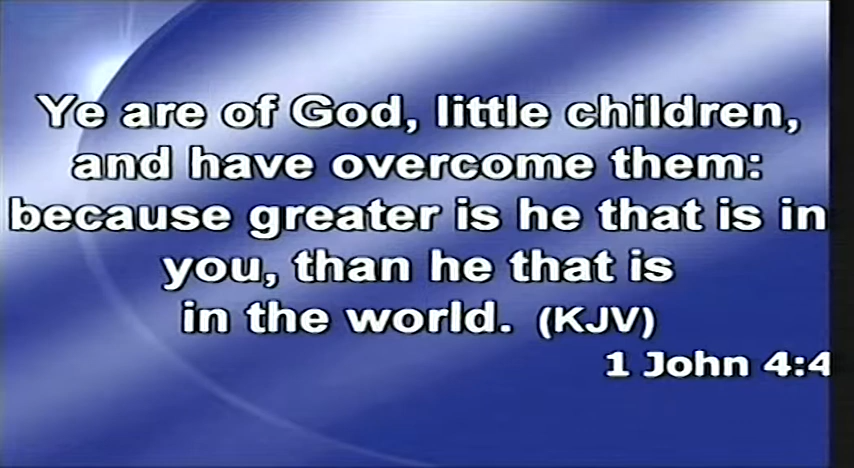 Ye are of God, little children,
and have overcome them:
because greater is he that is in
you, than he that is
in the world. (KJV)
1 John 4:4